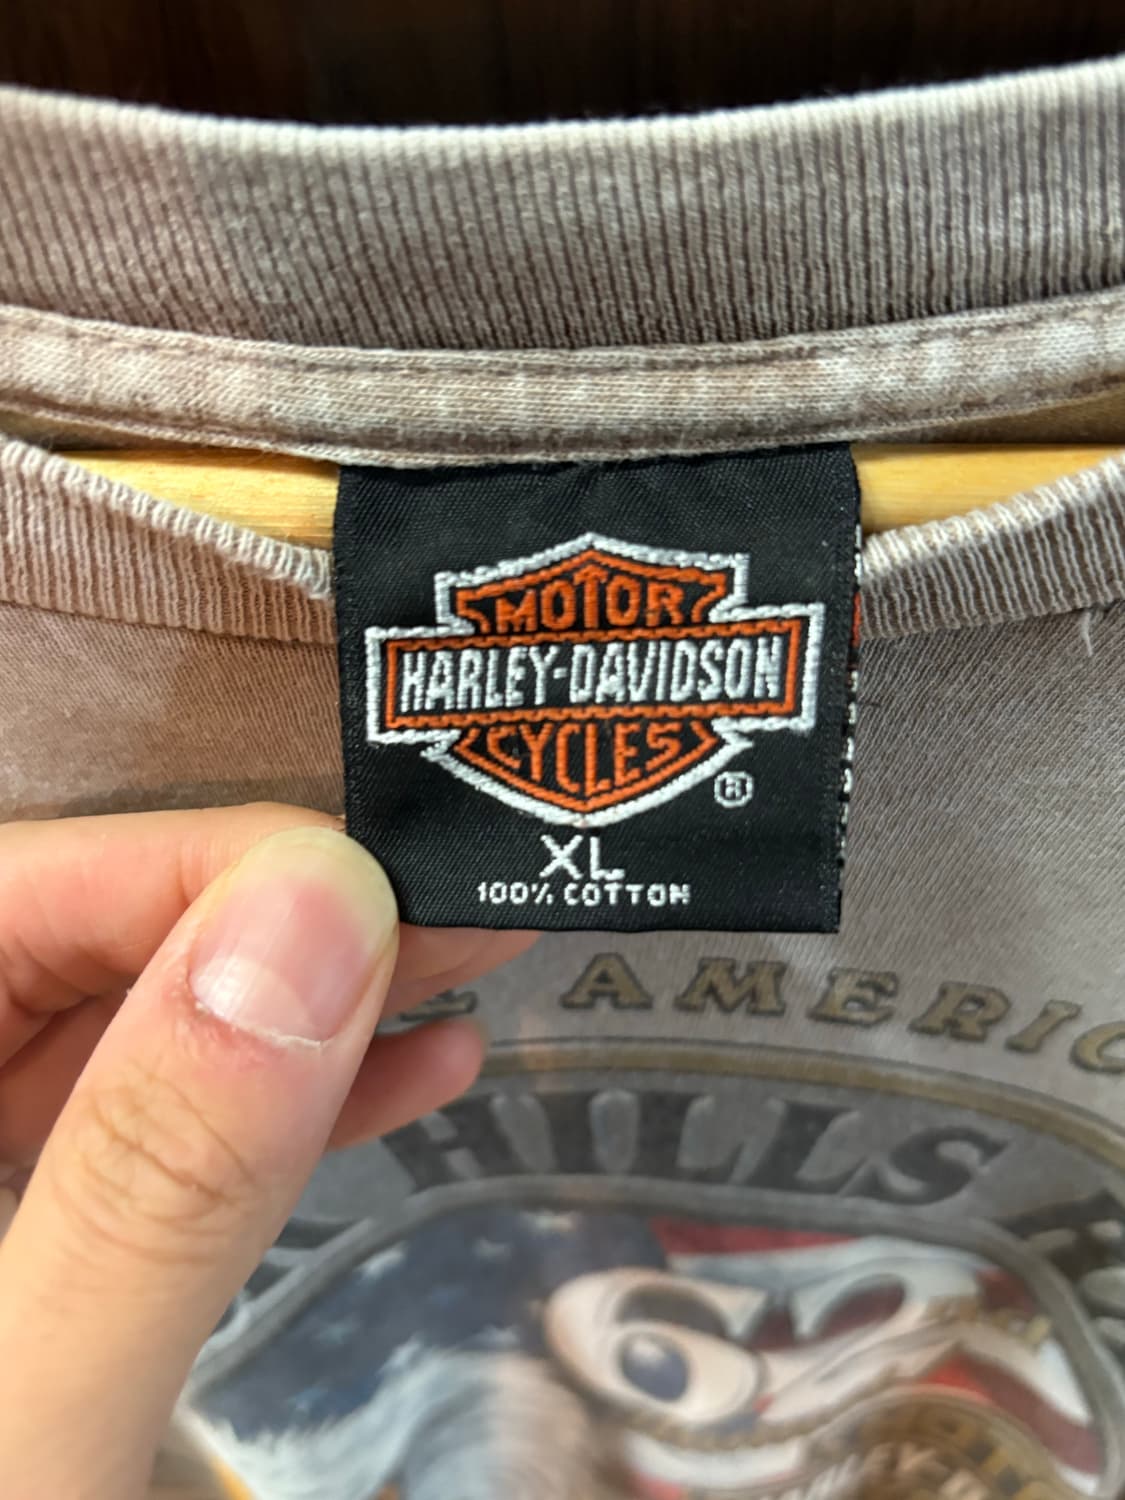 MOTOR
HARLEY-DAVIDSON
CYCLES
®
XL
100% COTTON
AMERIC
HILLS